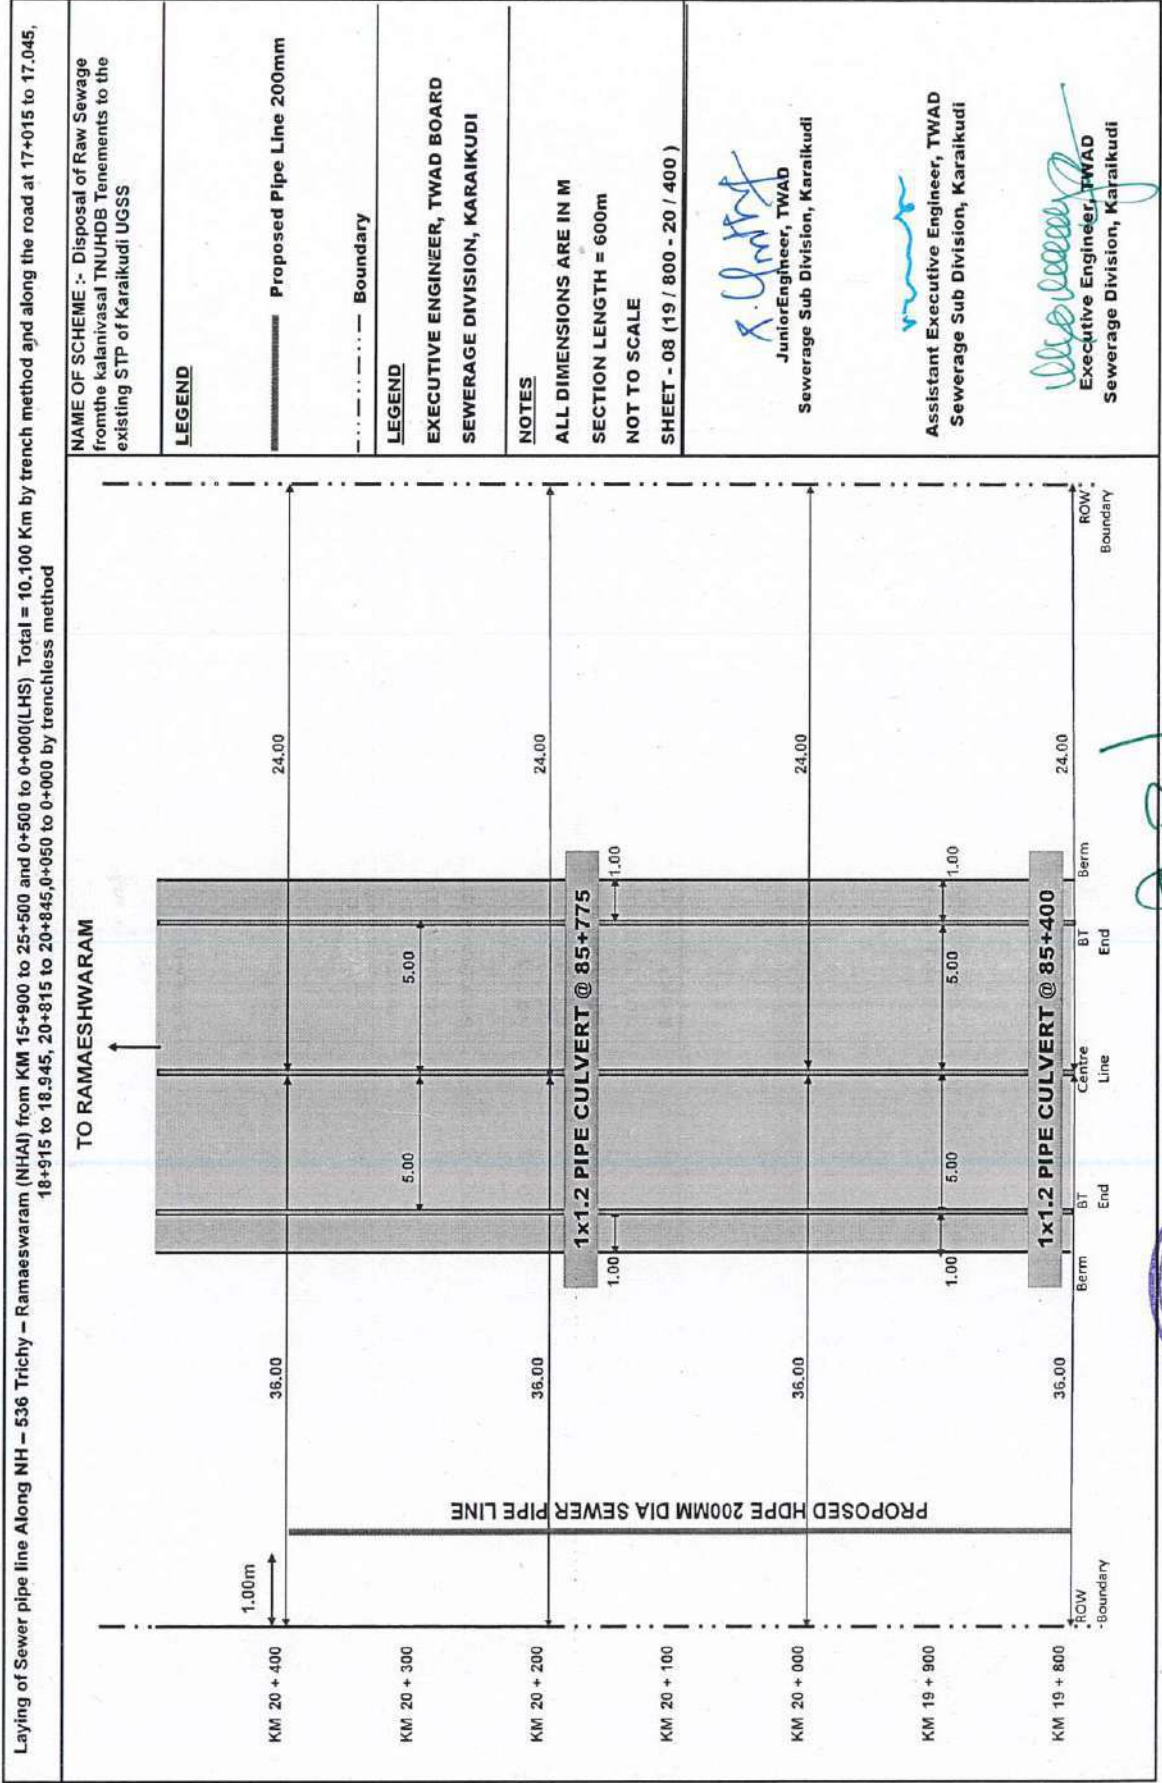 Laying of Sewer pipe line Along NH – 536 Trichy – Ramaeswaram (NHAI) from KM 15+900 to 25+500 and 0+500 to 0+000(LHS)  Total = 10.100 Km by trench method and along the road at 17+015 to 17.045,
18+915 to 18.945, 20+815 to 20+845,0+050 to 0+000 by trenchless method
TO RAMAESHWARAM
KM 20 + 400
KM 20 + 300
KM 20 + 200
KM 20 + 100
KM 20 + 000
KM 19 + 900
KM 19 + 800
1.00m
36.00
24.00
5.00
5.00
36.00
24.00
1x1.2 PIPE CULVERT @ 85+775
1.00
1.00
PROPOSED HDPE 200MM DIA SEWER PIPE LINE
36.00
24.00
1.00
5.00
5.00
1.00
36.00
24.00
1x1.2 PIPE CULVERT @ 85+400
ROW
Boundary
Berm
BT
End
Centre
Line
BT
End
Berm
ROW
Boundary
NAME OF SCHEME :- Disposal of Raw Sewage
fromthe kalanivasal TNUHDB Tenements to the
existing STP of Karaikudi UGSS
LEGEND
Proposed Pipe Line 200mm
Boundary
LEGEND
EXECUTIVE ENGINEER, TWAD BOARD
SEWERAGE DIVISION, KARAIKUDI
NOTES
ALL DIMENSIONS ARE IN M
SECTION LENGTH = 600m
NOT TO SCALE
SHEET - 08 (19 / 800 - 20 / 400 )
JuniorEngineer, TWAD
Sewerage Sub Division, Karaikudi
Assistant Executive Engineer, TWAD
Sewerage Sub Division, Karaikudi
Executive Engineer, TWAD
Sewerage Division, Karaikudi